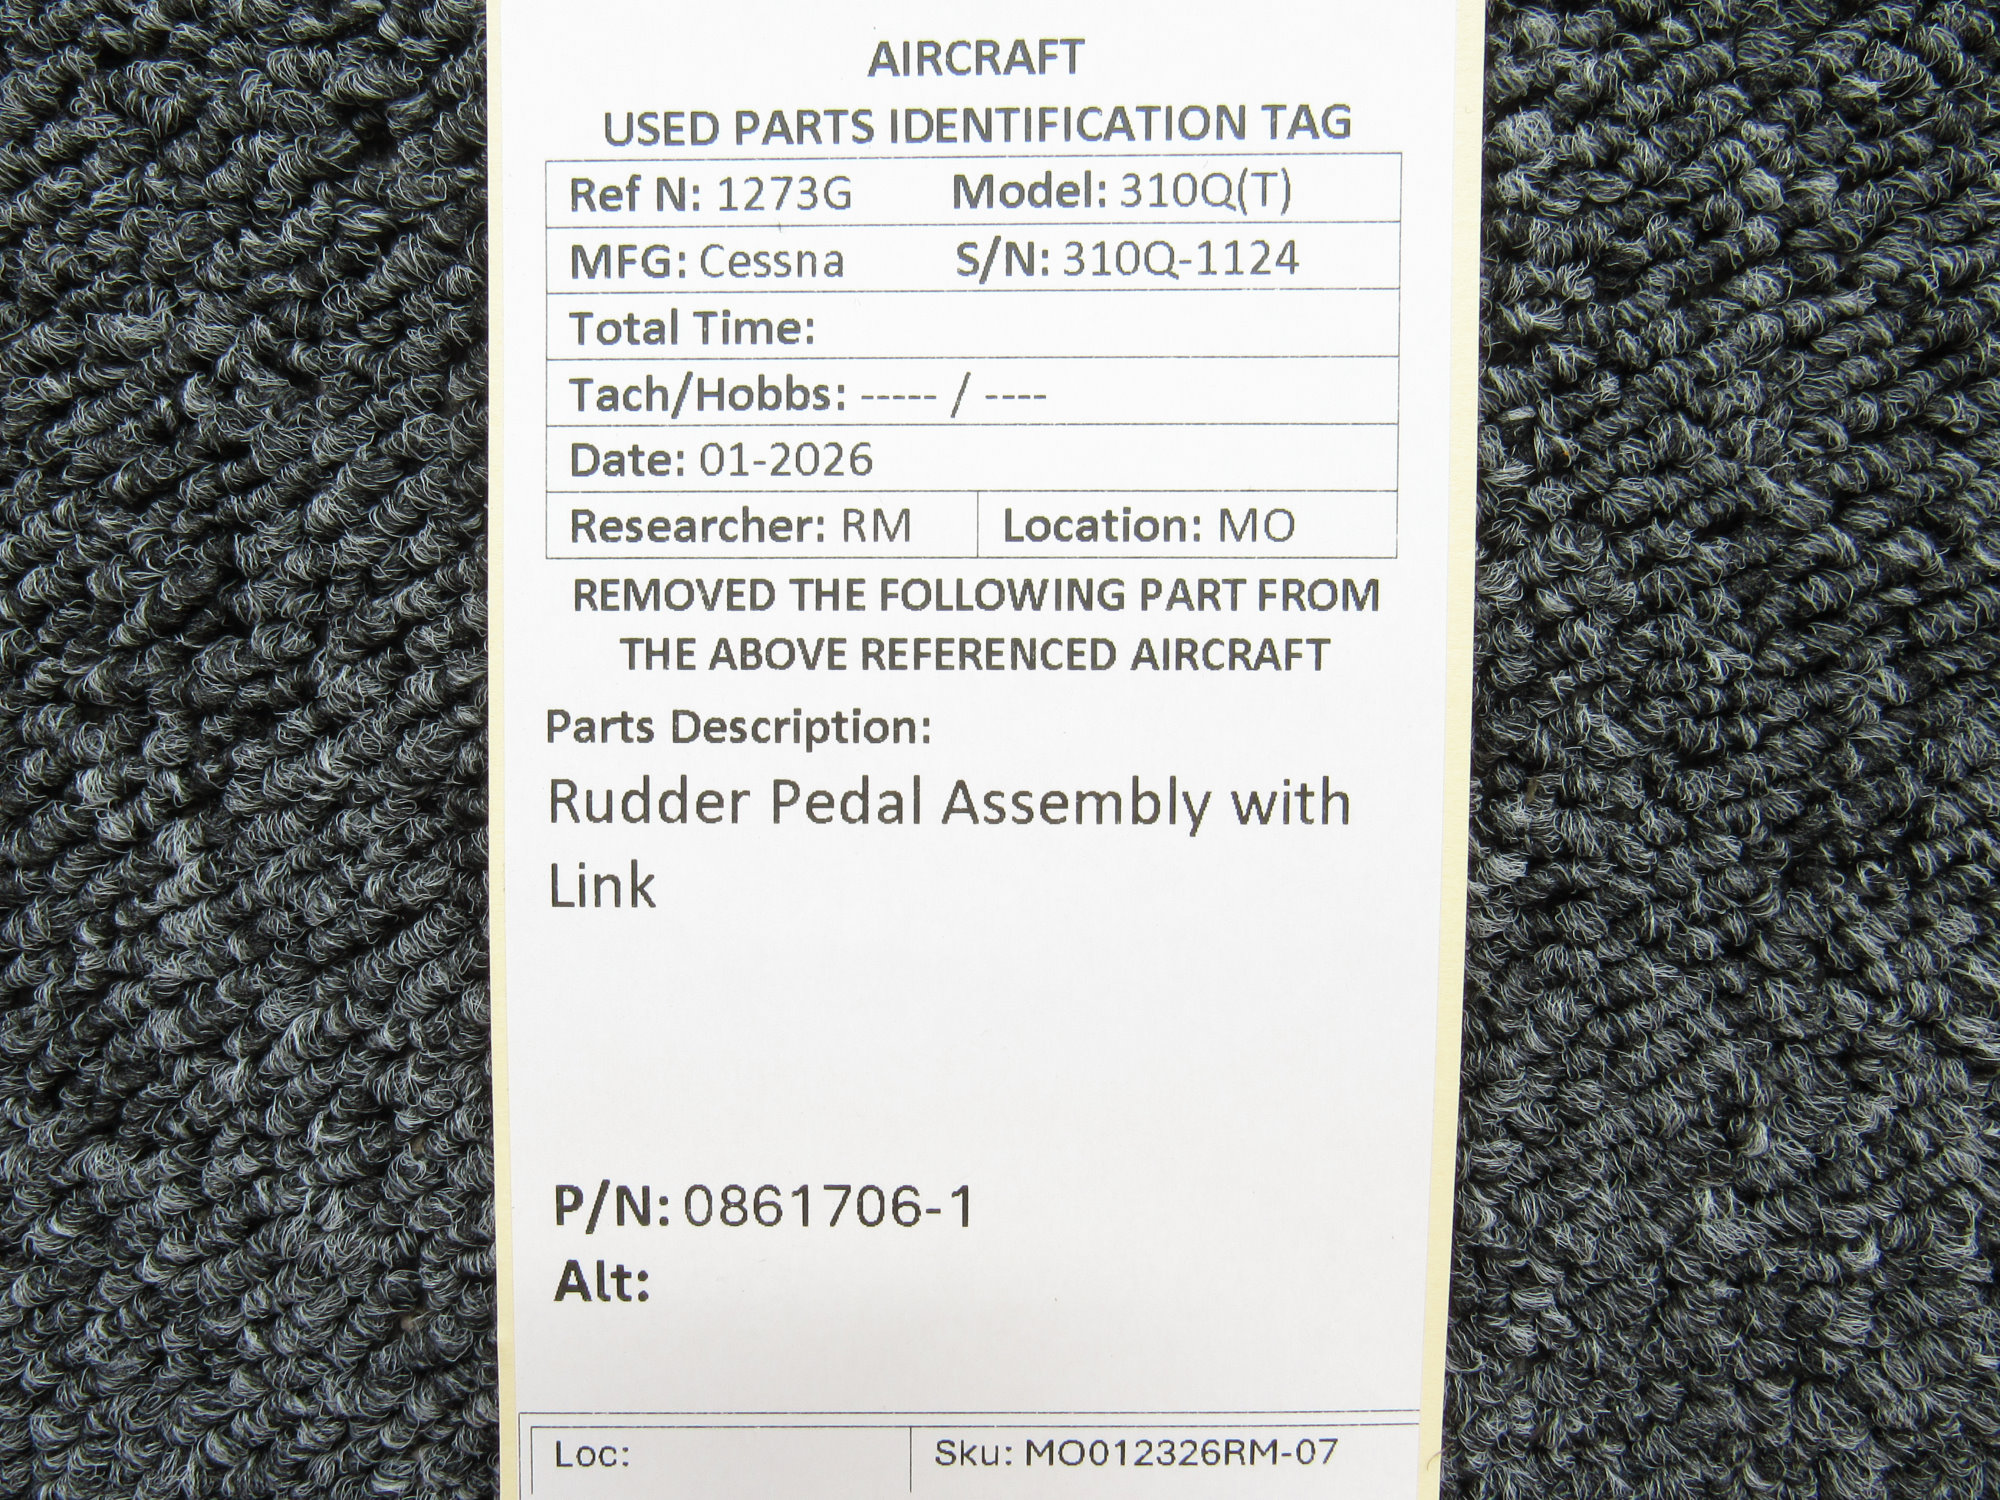 AIRCRAFT
USED PARTS IDENTIFICATION TAG
Ref N: 1273G Model: 310Q(T)
MFG: Cessna S/N: 310Q-1124
Total Time:
Tach/Hobbs: ----- / ----
Date: 01-2026
Researcher: RM Location: MO
REMOVED THE FOLLOWING PART FROM
THE ABOVE REFERENCED AIRCRAFT
Parts Description:
Rudder Pedal Assembly with
Link
P/N: 0861706-1
Alt:
Loc: Sku: MO012326RM-07